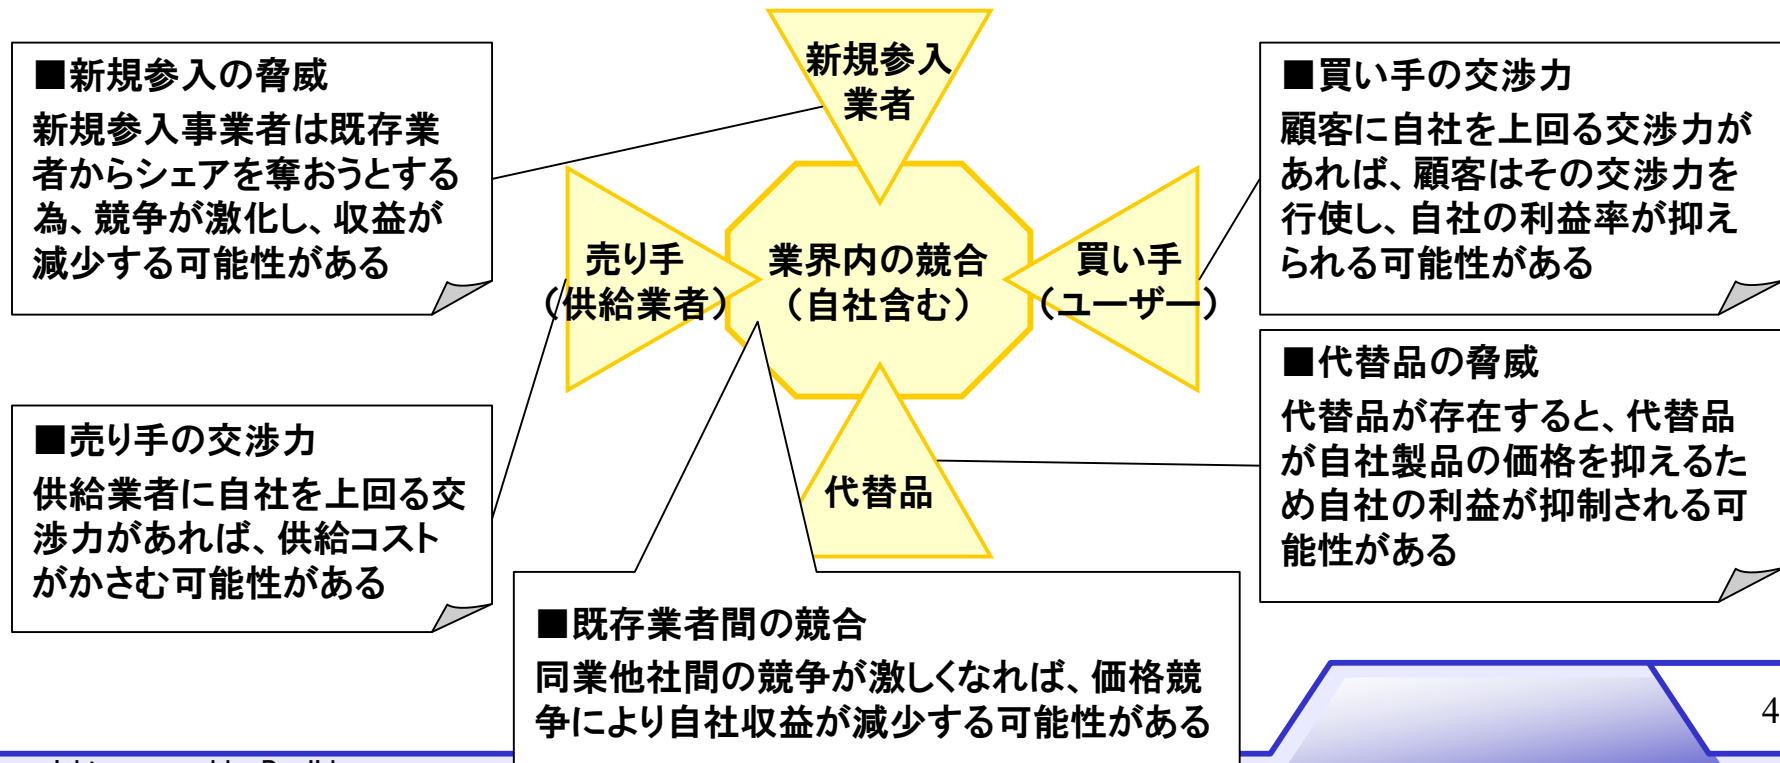 新規参入
業者
■新規参入の脅威
新規参入事業者は既存業
者からシェアを奪おうとする
為、競争が激化し、収益が
減少する可能性がある
■買い手の交渉力
顧客に自社を上回る交渉力が
あれば、顧客はその交渉力を
行使し、自社の利益率が抑え
られる可能性がある
売り手
（供給業者）
業界内の競合
（自社含む）
買い手
（ユーザー）
■売り手の交渉力
供給業者に自社を上回る交
渉力があれば、供給コスト
がかさむ可能性がある
代替品
■代替品の脅威
代替品が存在すると、代替品
が自社製品の価格を抑えるた
め自社の利益が抑制される可
能性がある
■既存業者間の競合
同業他社間の競争が激しくなれば、価格競
争により自社収益が減少する可能性がある
4